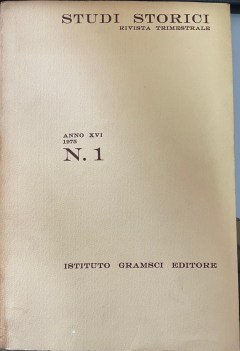 STUDI STORICI
RIVISTA TRIMESTRALE
ANNO XVI
1975
N. 1
ISTITUTO GRAMSCI EDITORE